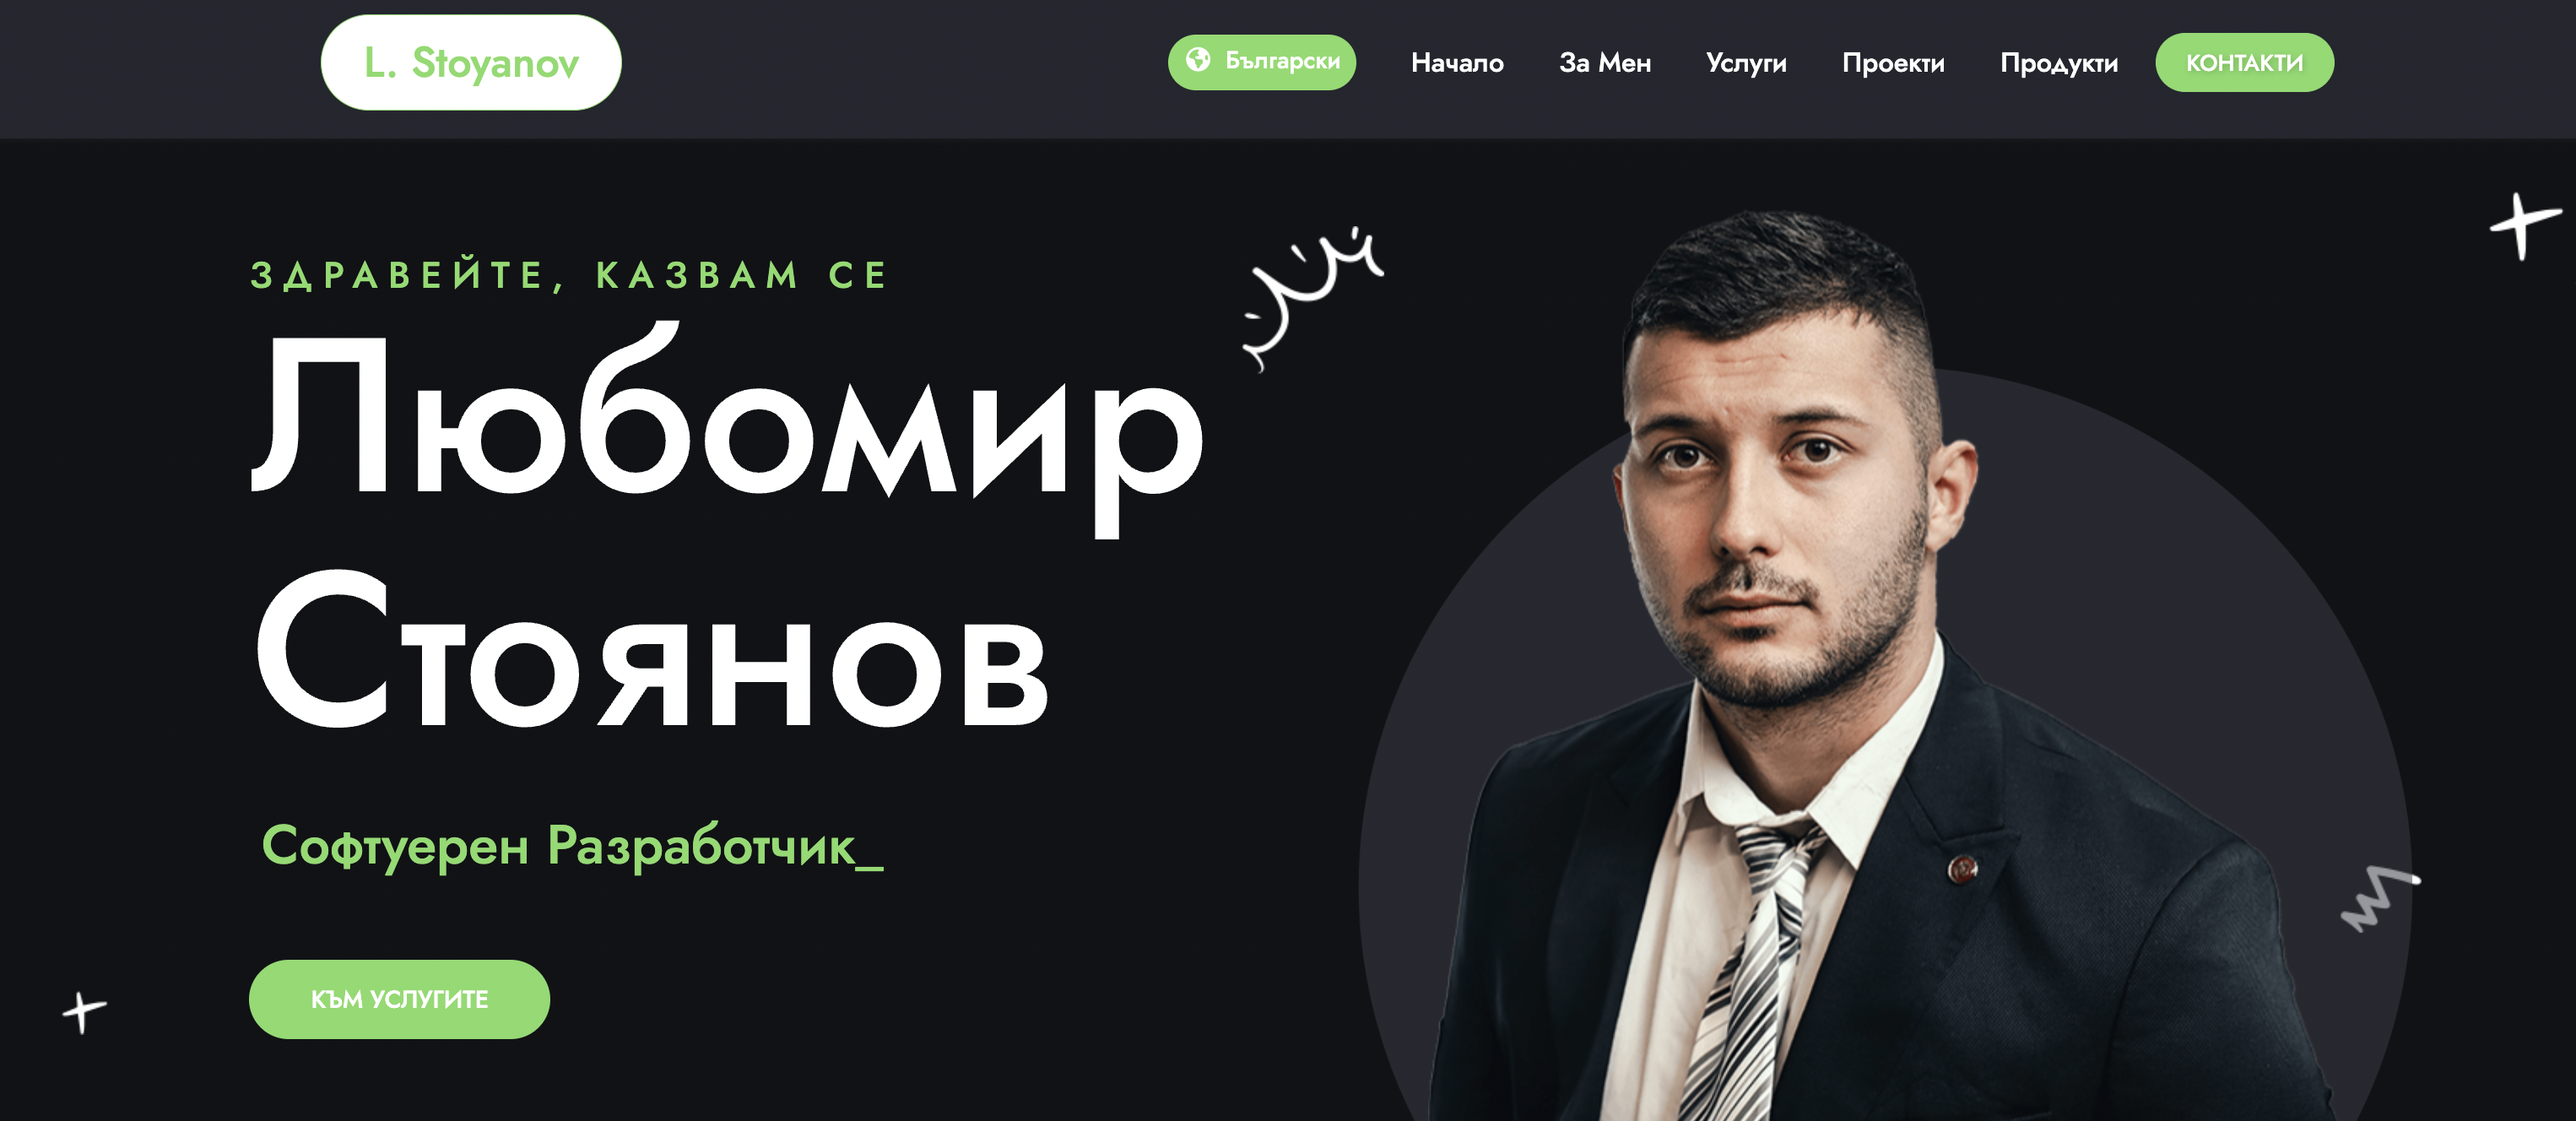 L. Stoyanov
Български
Начало
За Мен
Услуги
Проекти
Продукти
КОНТАКТИ
ЗДРАВЕЙТЕ, КАЗВАМ СЕ
Любомир
Стоянов
Софтуерен Разработчик_
КЪМ УСЛУГИТЕ